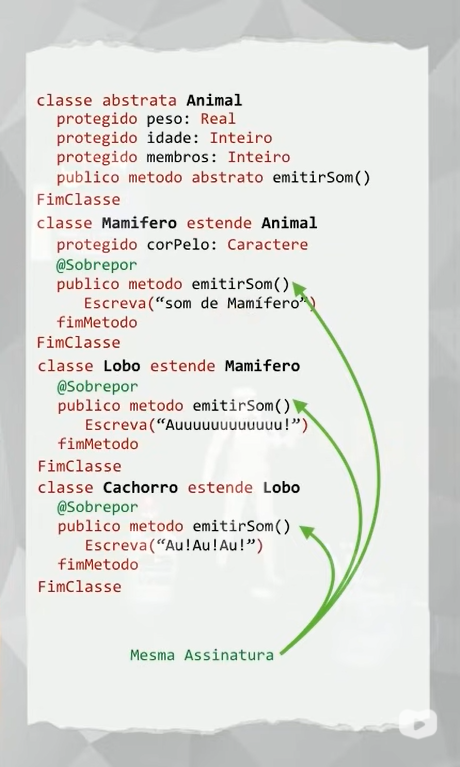 classe abstrata Animal
protegido peso: Real
protegido idade: Inteiro
protegido membros: Inteiro
publico metodo abstrato emitirSom()
FimClasse
classe Mamifero estende Animal
protegido corPelo: Caractere
@Sobrepor
publico metodo emitirSom()
Escreva(“som de Mamífero”)
fimMetodo
FimClasse
classe Lobo estende Mamifero
@Sobrepor
publico metodo emitirSom()
Escreva(“Auuuuuuuuuuuu!”)
fimMetodo
FimClasse
classe Cachorro estende Lobo
@Sobrepor
publico metodo emitirSom()
Escreva(“Au!Au!Au!”)
fimMetodo
FimClasse
Mesma Assinatura